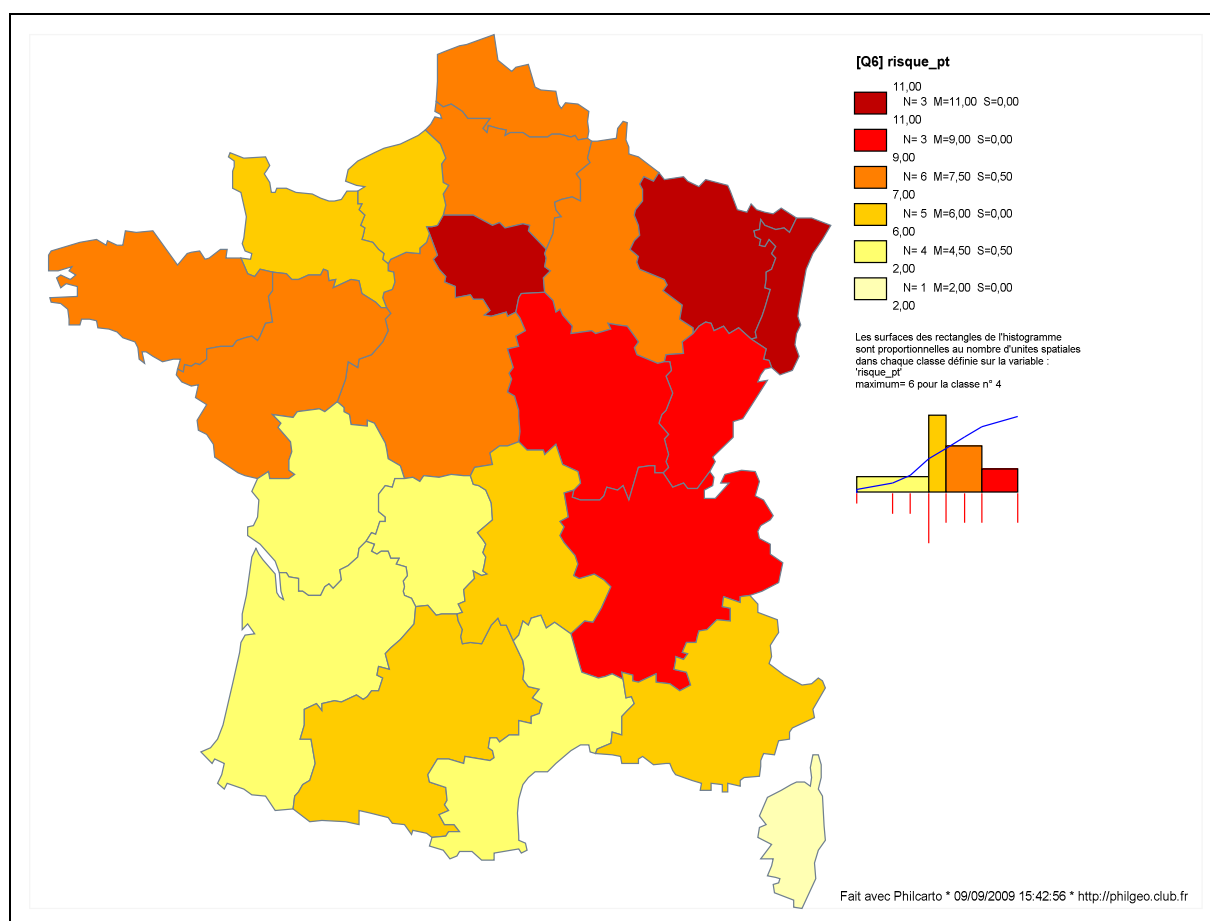 [Q6] risque_pt
11,00
N= 3 M=11,00 S=0,00
11,00
N= 3 M=9,00 S=0,00
9,00
N= 6 M=7,50 S=0,50
7,00
N= 5 M=6,00 S=0,00
6,00
N= 4 M=4,50 S=0,50
2,00
N= 1 M=2,00 S=0,00
2,00
Les surfaces des rectangles de l'histogramme
sont proportionnelles au nombre d'unites spatiales
dans chaque classe définie sur la variable :
'risque_pt'
maximum= 6 pour la classe n° 4
Fait avec Philcarto * 09/09/2009 15:42:56 * http://philgeo.club.fr